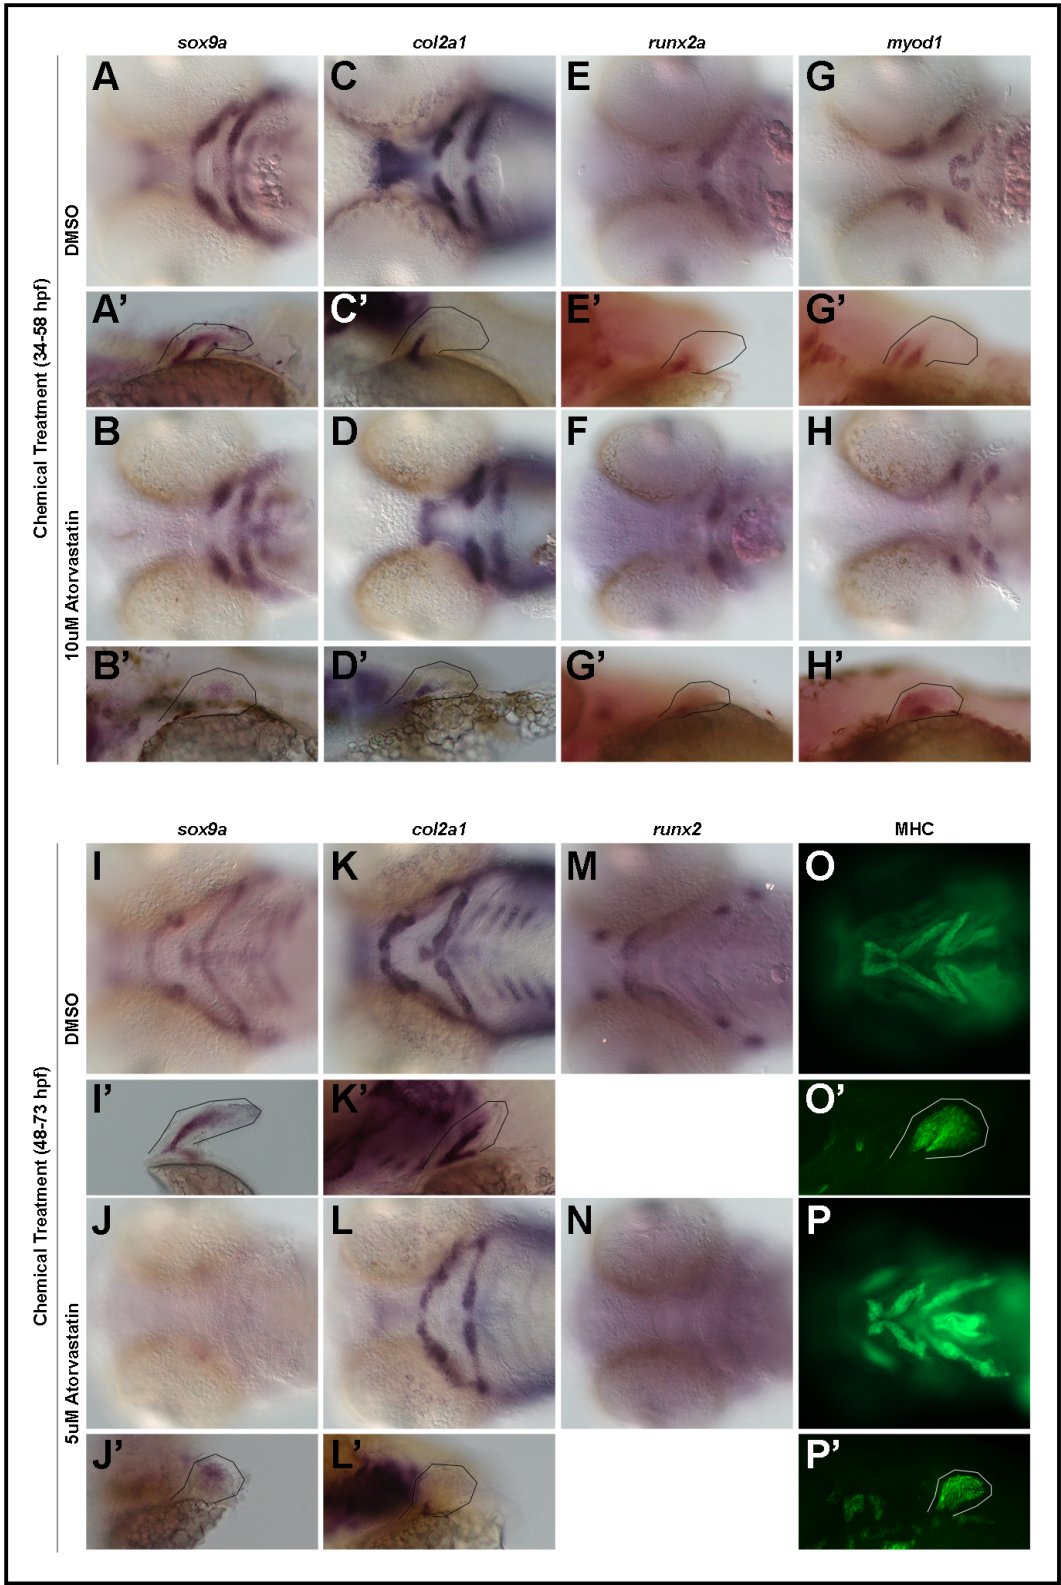 sox9a col2a1 runx2a myod1
A C E G
DMSO
A’ C’ E’ G’
Chemical Treatment (34-58 hpf)
B D F H
10uM Atorvastatin
B’ D’ G’ H’
sox9a col2a1 runx2 MHC
I K M O
DMSO
I’ K’ O’
Chemical Treatment (48-73 hpf)
J L N P
5uM Atorvastatin
J’ L’ P’